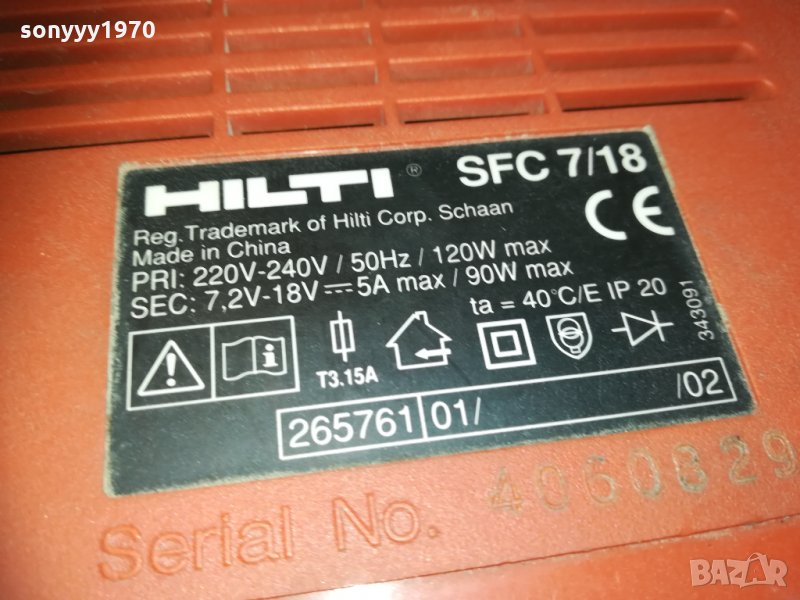 sonyyy1970
HILTI ® SFC 7/18
Reg. Trademark of Hilti Corp. Schaan
Made in China
PRI: 220V-240V / 50Hz / 120W max
SEC: 7,2V-18V⎓5A max / 90W max
ta = 40°C/E IP 20
CE
343091
T3.15A
265761 01/ /02
Serial No. 4060829
BAZAR